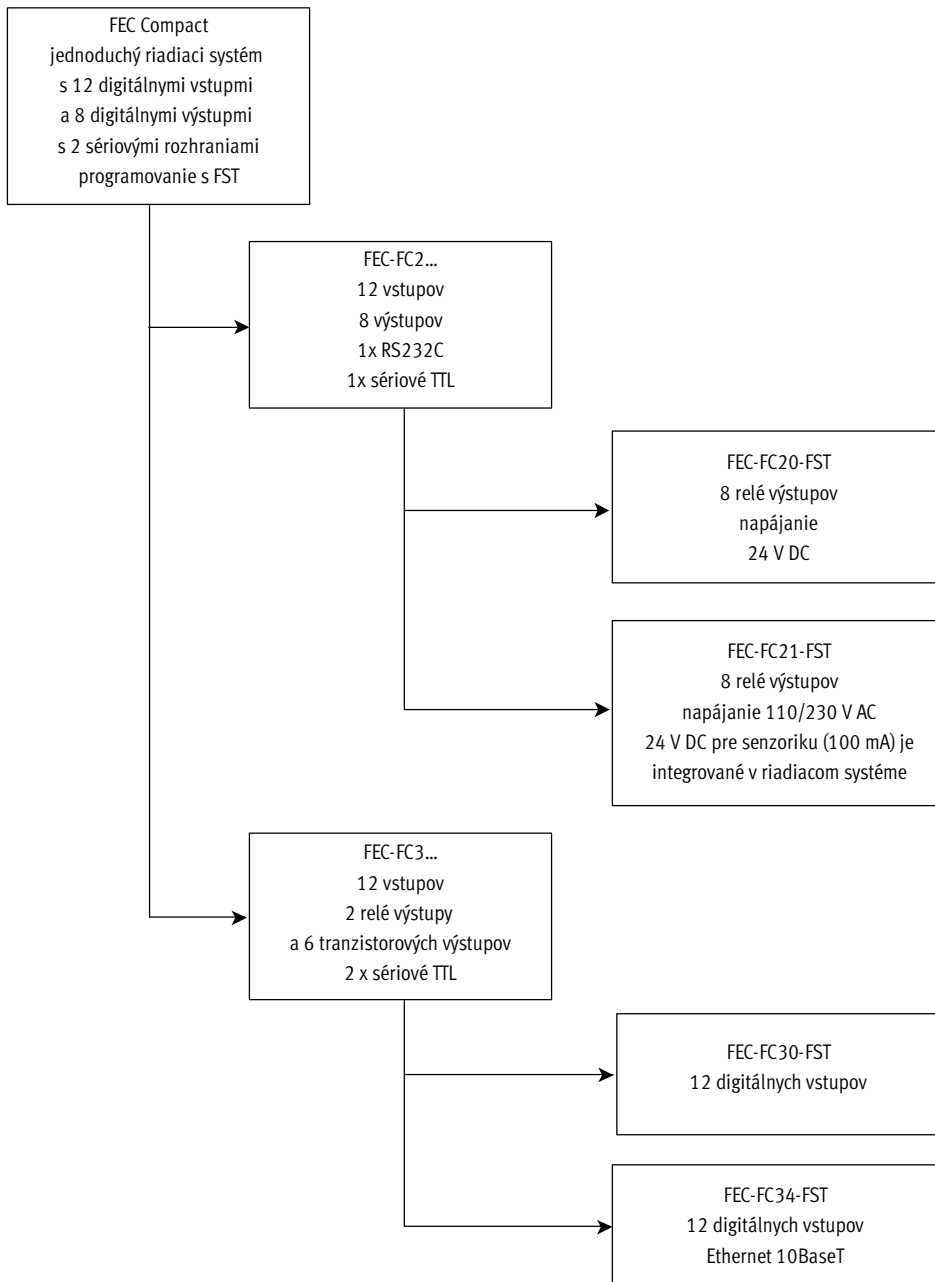 FEC Compact
jednoduchý riadiaci systém
s 12 digitálnymi vstupmi
a 8 digitálnymi výstupmi
s 2 sériovými rozhraniami
programovanie s FST
FEC-FC2...
12 vstupov
8 výstupov
1x RS232C
1x sériové TTL
FEC-FC20-FST
8 relé výstupov
napájanie
24 V DC
FEC-FC21-FST
8 relé výstupov
napájanie 110/230 V AC
24 V DC pre senzoriku (100 mA) je
integrované v riadiacom systéme
FEC-FC3...
12 vstupov
2 relé výstupy
a 6 tranzistorových výstupov
2 x sériové TTL
FEC-FC30-FST
12 digitálnych vstupov
FEC-FC34-FST
12 digitálnych vstupov
Ethernet 10BaseT